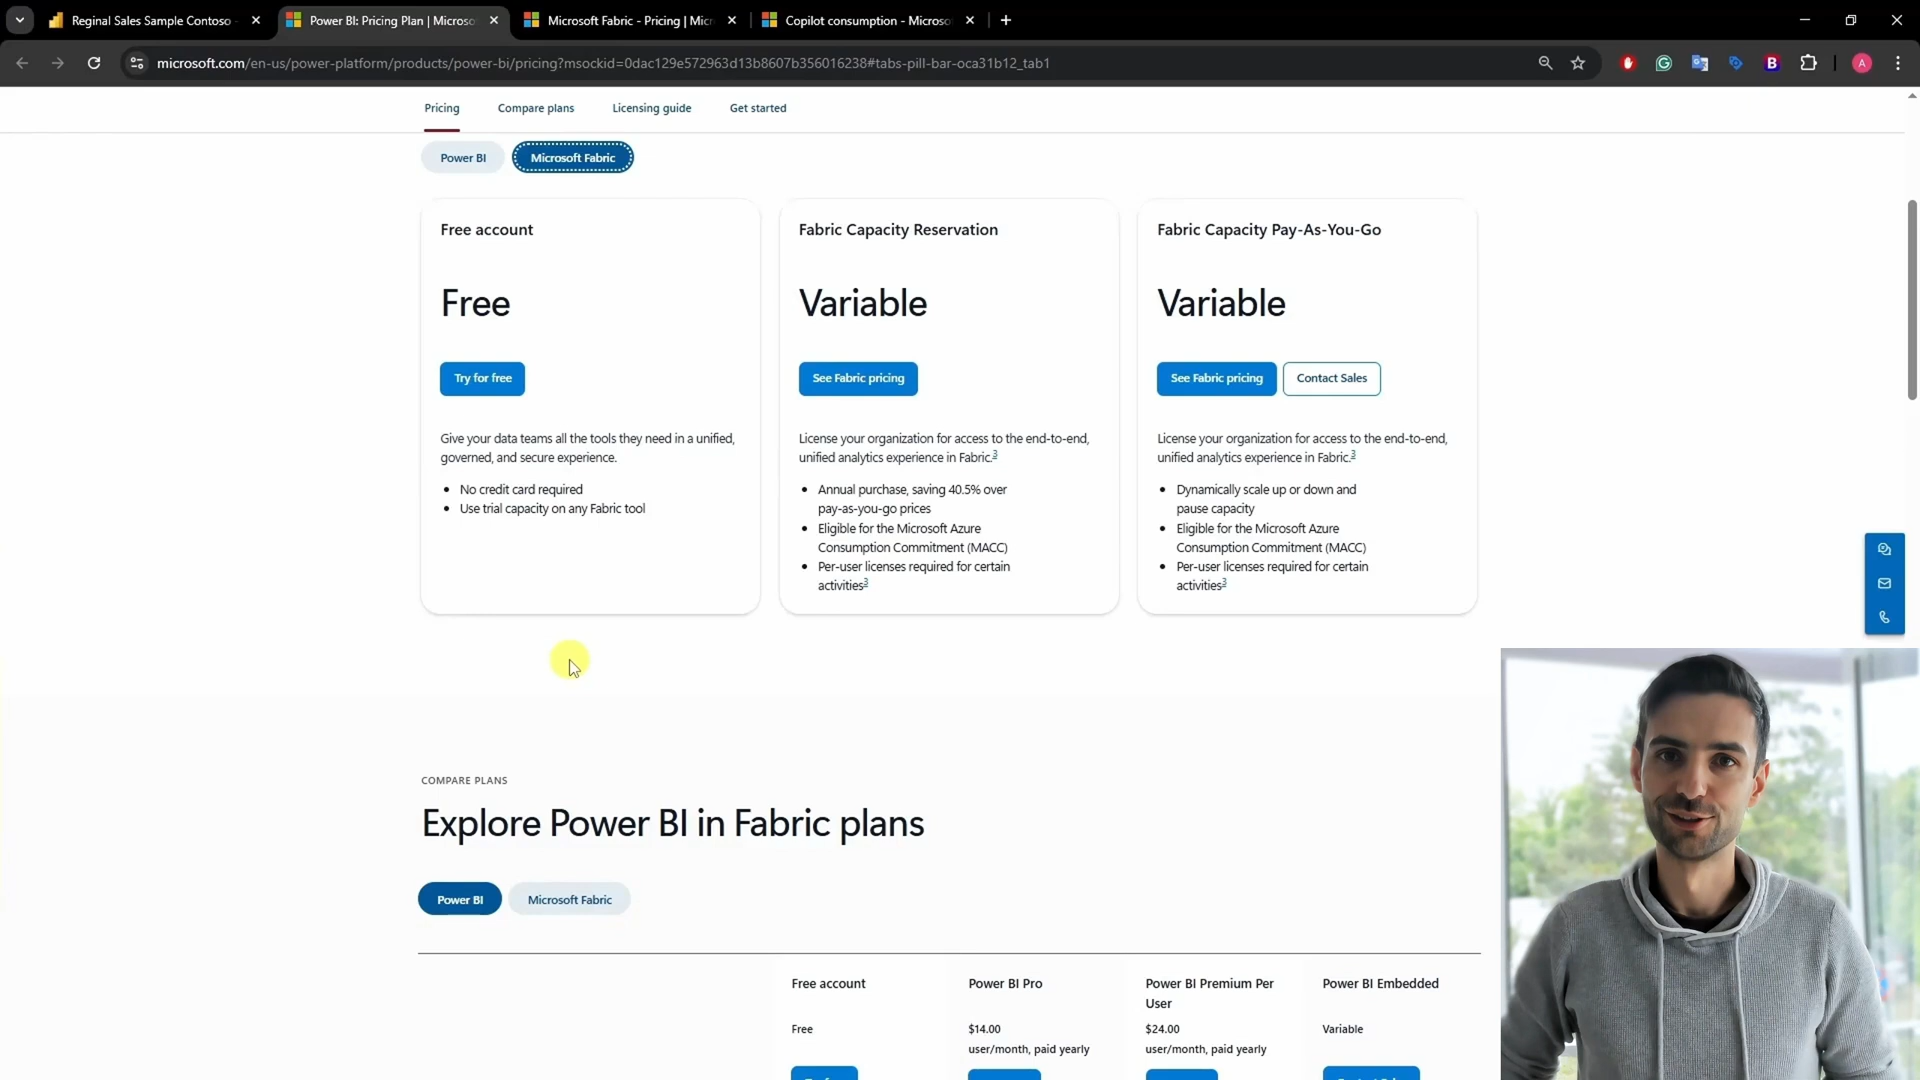 Reginal Sales Sample Contoso
Power BI: Pricing Plan | Microso
Microsoft Fabric - Pricing | Micr
Copilot consumption - Microso
microsoft.com/en-us/power-platform/products/power-bi/pricing?msockid=0dac129e572963d13b8607b356016238#tabs-pill-bar-oca31b12_tab1
B
A
Pricing
Compare plans
Licensing guide
Get started
Power BI
Microsoft Fabric
Free account
Free
Try for free
Give your data teams all the tools they need in a unified,
governed, and secure experience.
• No credit card required
• Use trial capacity on any Fabric tool
Fabric Capacity Reservation
Variable
See Fabric pricing
License your organization for access to the end-to-end,
unified analytics experience in Fabric.3
• Annual purchase, saving 40.5% over
pay-as-you-go prices
• Eligible for the Microsoft Azure
Consumption Commitment (MACC)
• Per-user licenses required for certain
activities3
Fabric Capacity Pay-As-You-Go
Variable
See Fabric pricing
Contact Sales
License your organization for access to the end-to-end,
unified analytics experience in Fabric.3
• Dynamically scale up or down and
pause capacity
• Eligible for the Microsoft Azure
Consumption Commitment (MACC)
• Per-user licenses required for certain
activities3
COMPARE PLANS
Explore Power BI in Fabric plans
Power BI
Microsoft Fabric
Free account
Free
Power BI Pro
$14.00
user/month, paid yearly
Power BI Premium Per
User
$24.00
user/month, paid yearly
Power BI Embedded
Variable